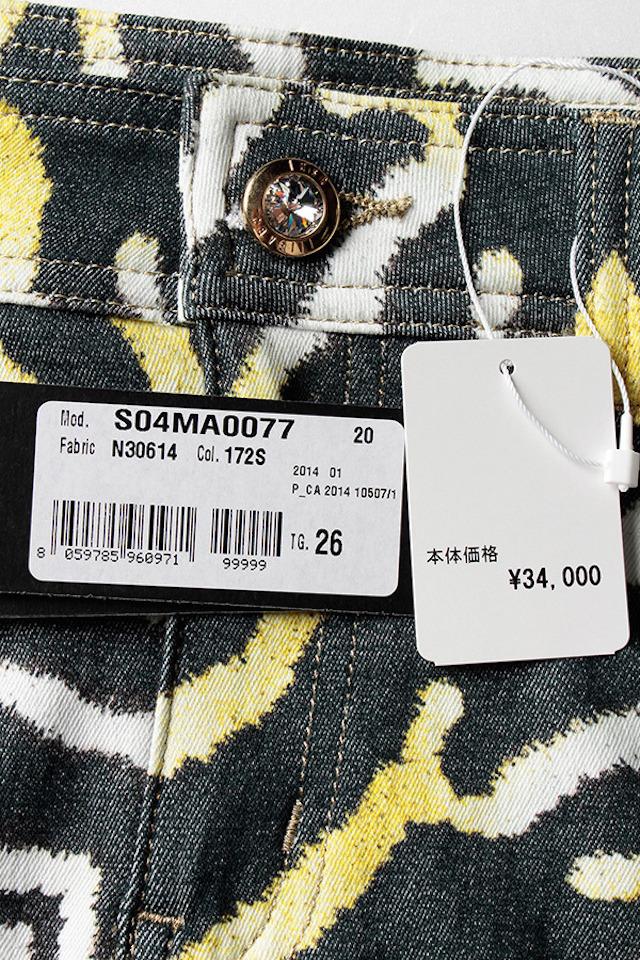 Mod. S04MA0077 20
Fabric N30614 Col. 172S
2014 01
P_CA 2014 10507/1
TG. 26
8 059785 960971 99999
本体価格
¥34,000